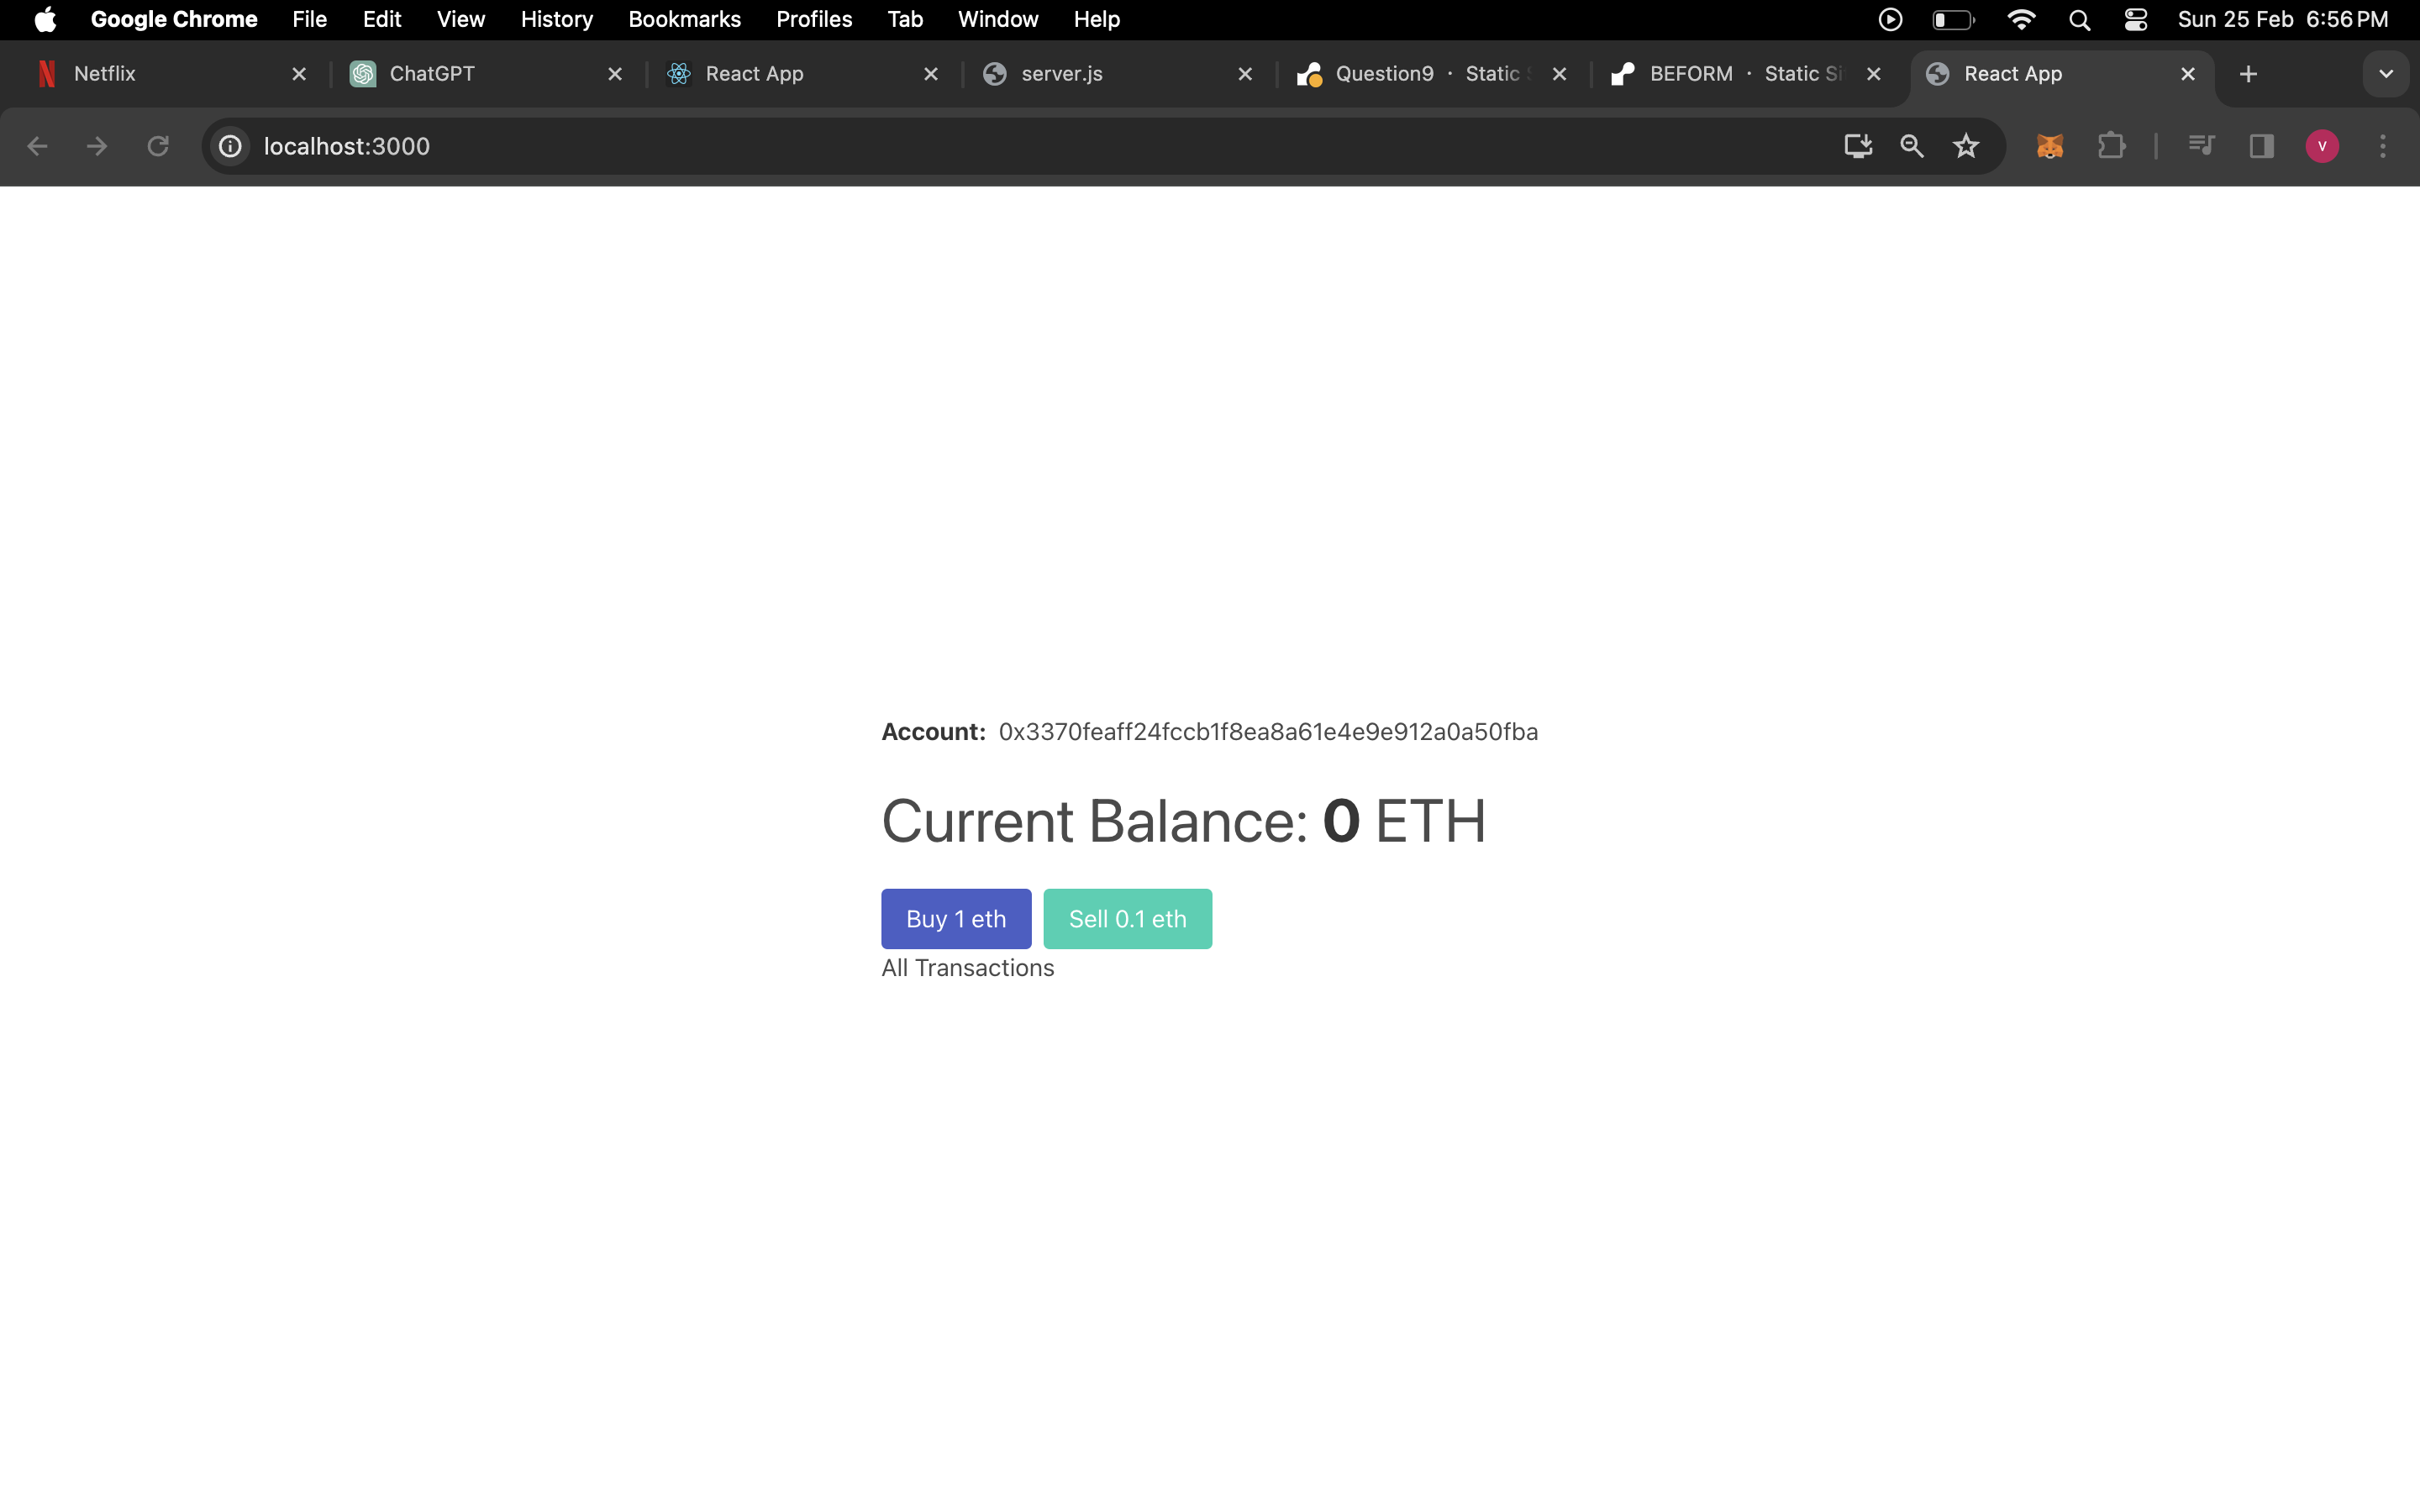 Google Chrome File Edit View History Bookmarks Profiles Tab Window Help Sun 25 Feb 6:56 PM
Netflix ChatGPT React App server.js Question9 · Static BEFORM · Static Si React App
localhost:3000 V
Account: 0x3370feaff24fccb1f8ea8a61e4e9e912a0a50fba
Current Balance: 0 ETH
Buy 1 eth Sell 0.1 eth
All Transactions